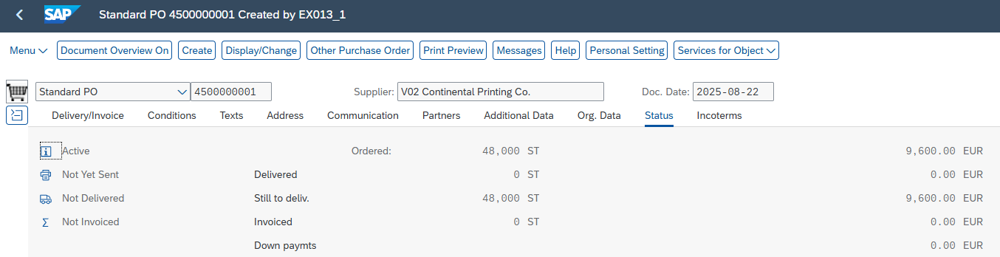 SAP Standard PO 4500000001 Created by EX013_1
Menu Document Overview On Create Display/Change Other Purchase Order Print Preview Messages Help Personal Setting Services for Object
Standard PO 4500000001 Supplier: V02 Continental Printing Co. Doc. Date: 2025-08-22
Delivery/Invoice Conditions Texts Address Communication Partners Additional Data Org. Data Status Incoterms
Active Ordered: 48,000 ST 9,600.00 EUR
Not Yet Sent Delivered 0 ST 0.00 EUR
Not Delivered Still to deliv. 48,000 ST 9,600.00 EUR
Σ Not Invoiced Invoiced 0 ST 0.00 EUR
Down paymts 0.00 EUR